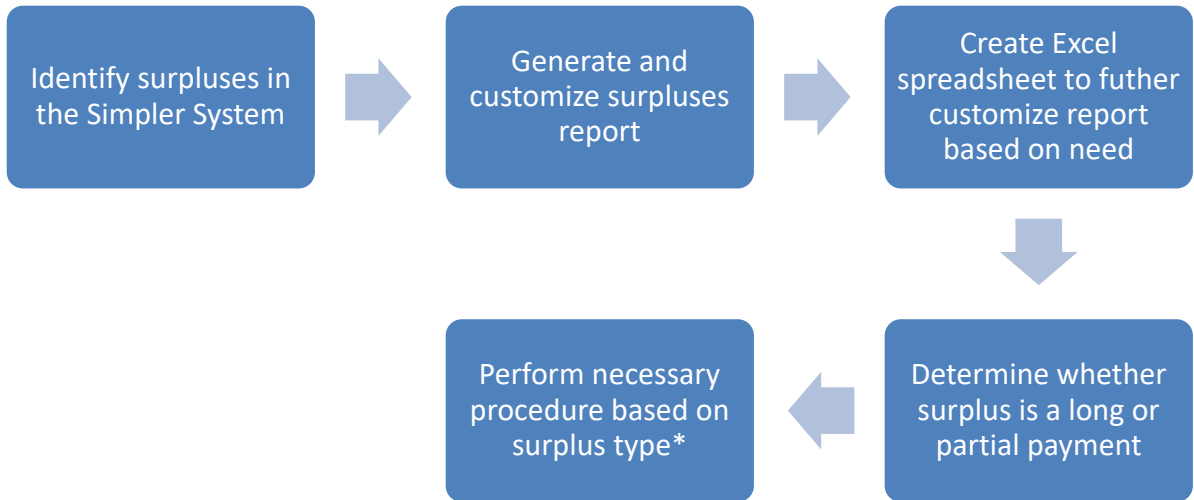 Identify surpluses in
the Simpler System
Generate and
customize surpluses
report
Create Excel
spreadsheet to futher
customize report
based on need
Determine whether
surplus is a long or
partial payment
Perform necessary
procedure based on
surplus type*